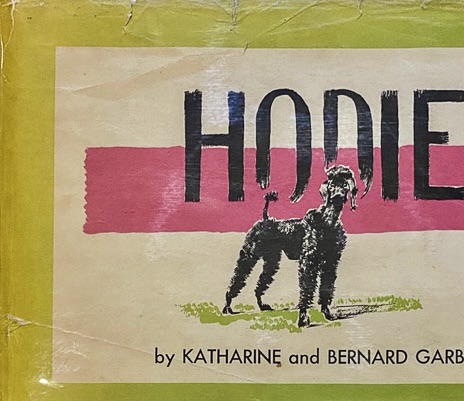 HODIE
by KATHARINE and BERNARD GARB